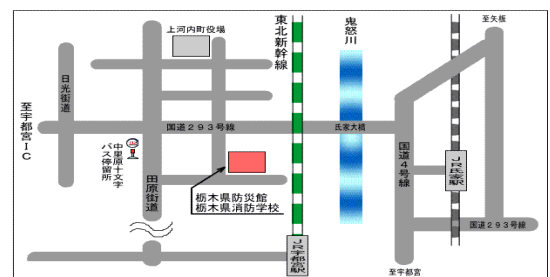 上河内町役場
東北新幹線
鬼怒川
至矢板
日光街道
至宇都宮IC
国道293号線
氏家大橋
中里原十文字
バス停留所
田原街道
栃木県防災館
栃木県消防学校
国道4号線
JR氏家駅
国道293号線
JR宇都宮駅
至宇都宮